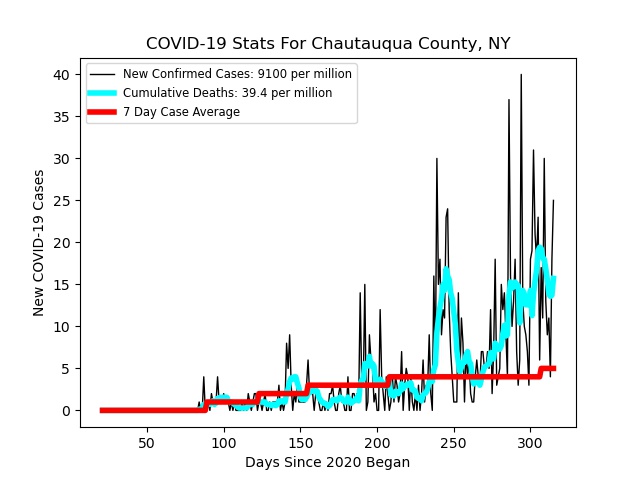 COVID-19 Stats For Chautauqua County, NY
New Confirmed Cases: 9100 per million
Cumulative Deaths: 39.4 per million
7 Day Case Average
New COVID-19 Cases
40
35
30
25
20
15
10
5
0
50 100 150 200 250 300
Days Since 2020 Began